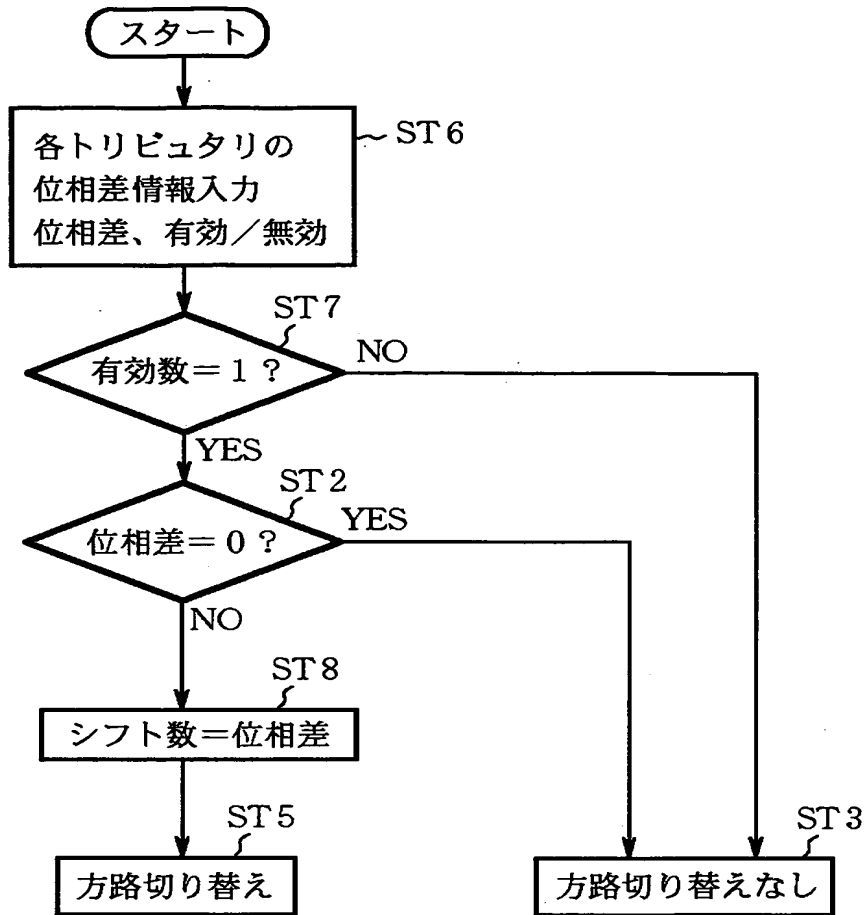 スタート
各トリビュタリの
位相差情報入力
位相差、有効／無効
ST6
ST7
有効数＝1？
NO
YES
ST2
位相差＝0？
YES
NO
ST8
シフト数＝位相差
ST5
方路切り替え
ST3
方路切り替えなし